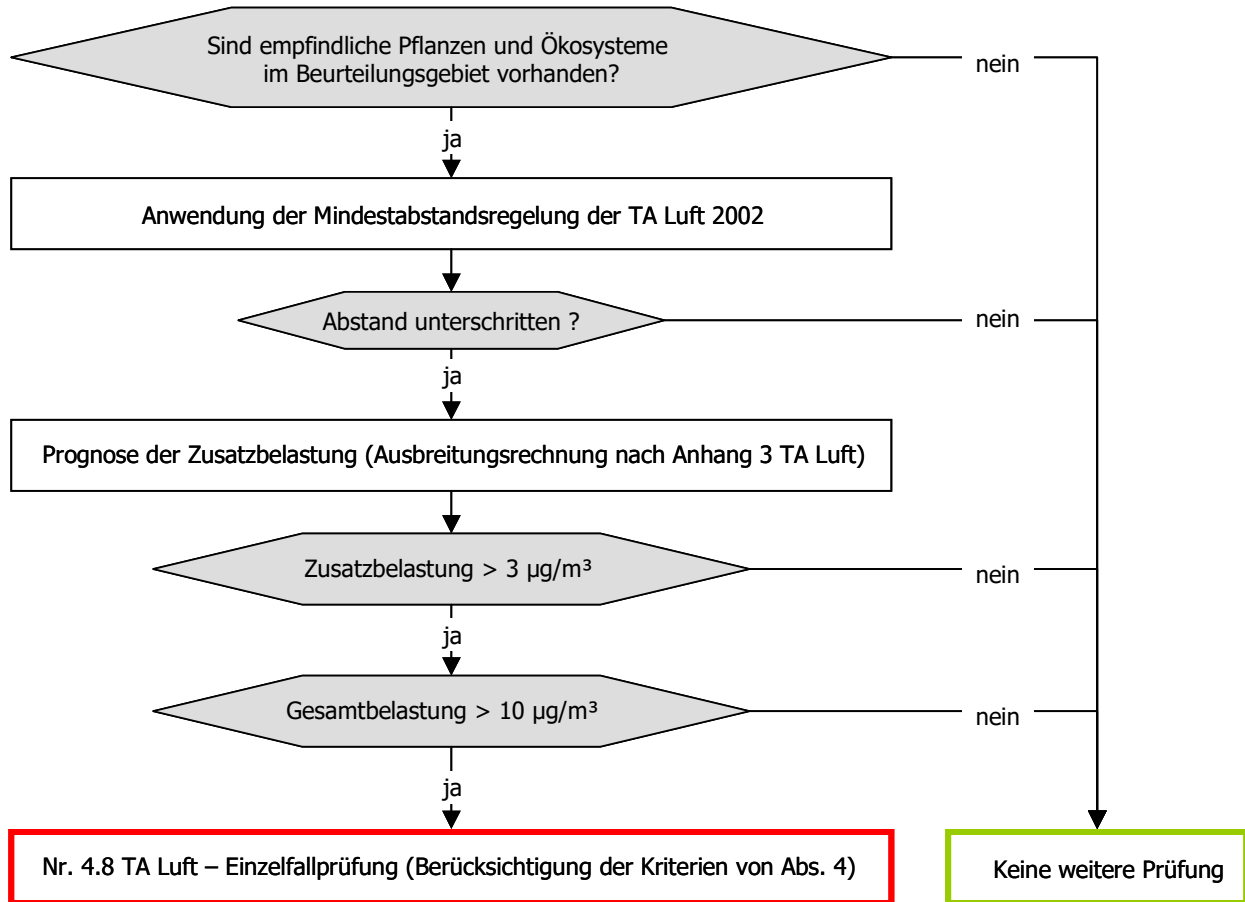 Sind empfindliche Pflanzen und Ökosysteme
im Beurteilungsgebiet vorhanden?
nein
ja
Anwendung der Mindestabstandsregelung der TA Luft 2002
Abstand unterschritten ?
nein
ja
Prognose der Zusatzbelastung (Ausbreitungsrechnung nach Anhang 3 TA Luft)
Zusatzbelastung > 3 µg/m³
nein
ja
Gesamtbelastung > 10 µg/m³
nein
ja
Nr. 4.8 TA Luft – Einzelfallprüfung (Berücksichtigung der Kriterien von Abs. 4)
Keine weitere Prüfung